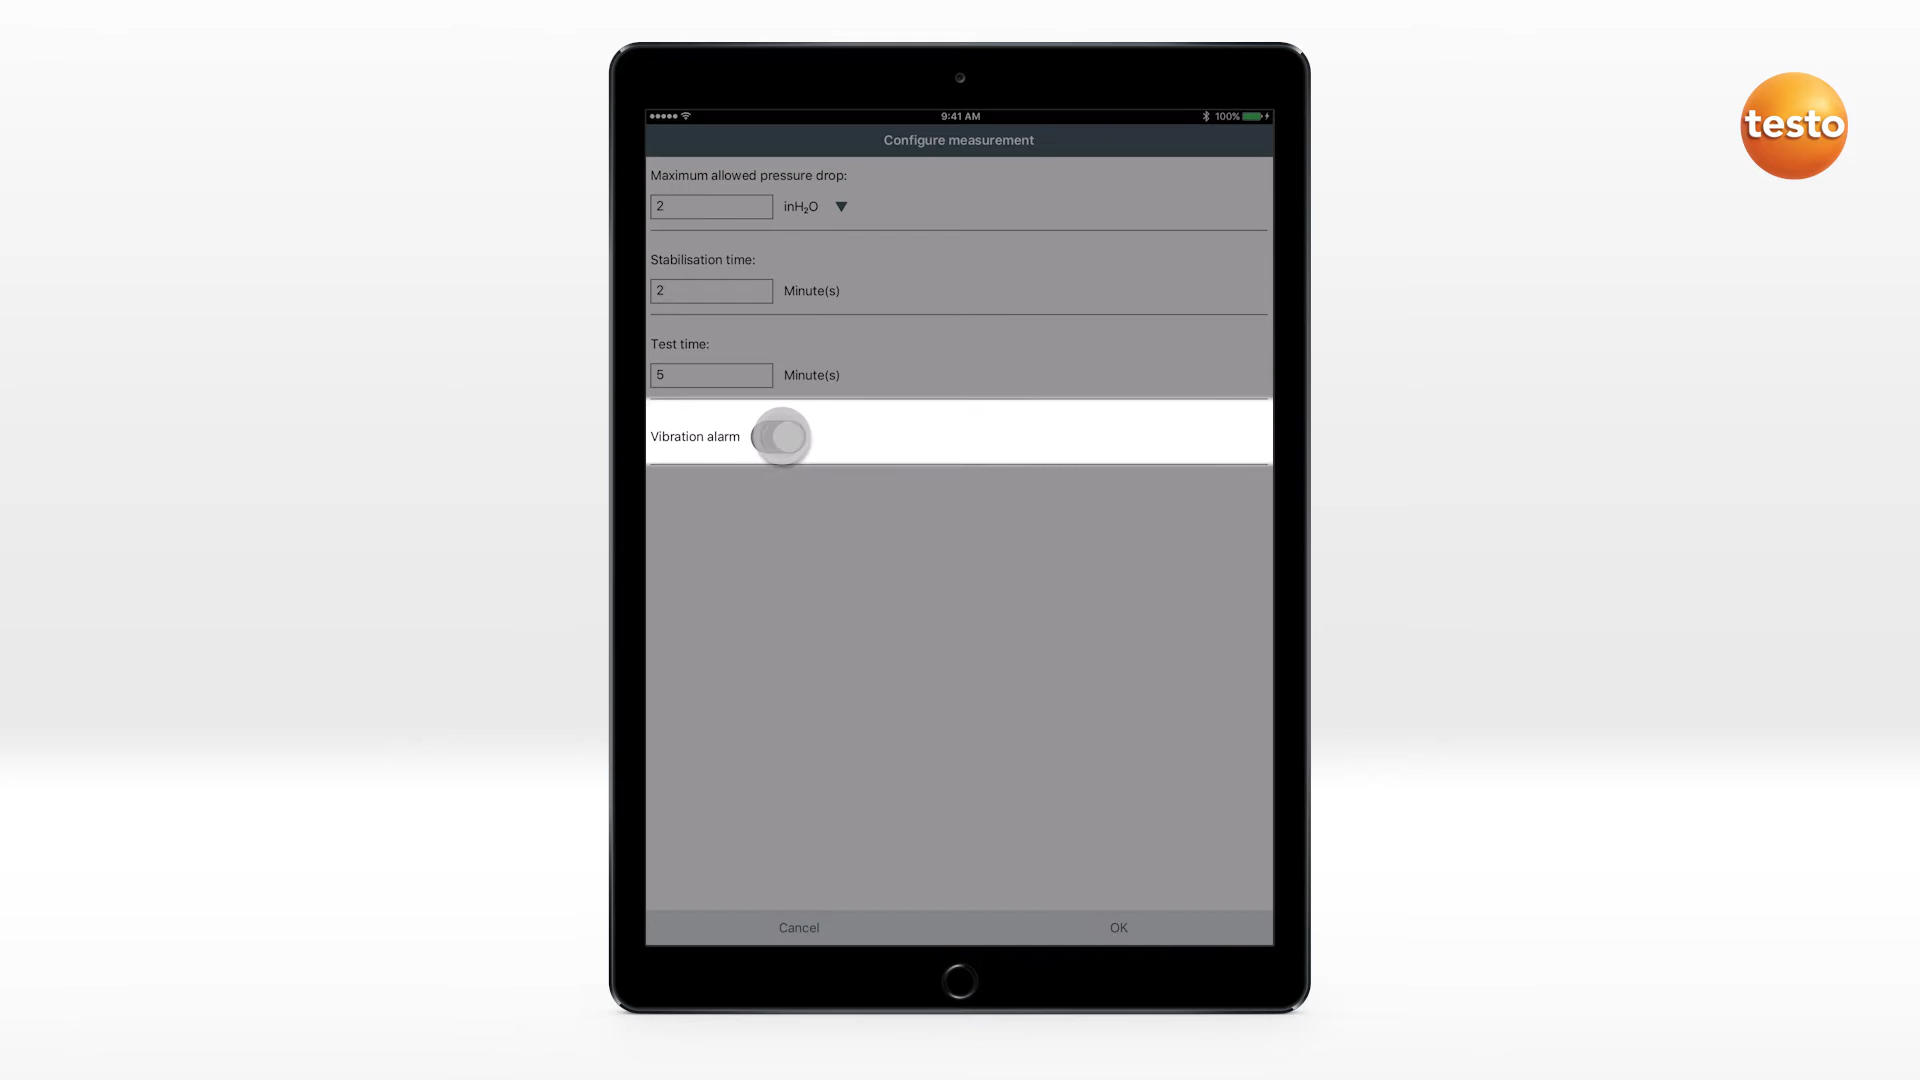 testo
9:41 AM
100%
Configure measurement
Maximum allowed pressure drop:
2 inH₂O
Stabilisation time:
2 Minute(s)
Test time:
5 Minute(s)
Vibration alarm
Cancel OK